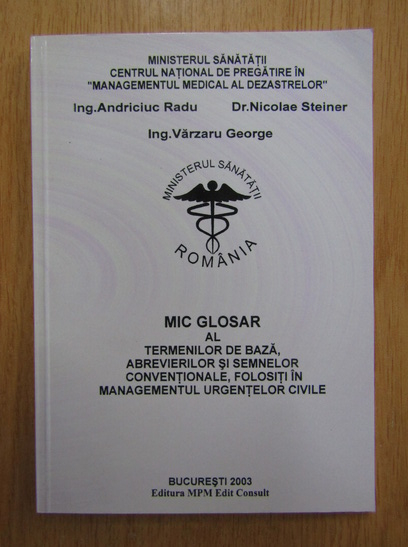 MINISTERUL SĂNĂTĂȚII
CENTRUL NAȚIONAL DE PREGĂTIRE ÎN
"MANAGEMENTUL MEDICAL AL DEZASTRELOR"
Ing.Andriciuc Radu Dr.Nicolae Steiner
Ing.Vărzaru George
MINISTERUL SĂNĂTĂȚII
ROMÂNIA
MIC GLOSAR
AL
TERMENILOR DE BAZĂ,
ABREVIERILOR ȘI SEMNELOR
CONVENȚIONALE, FOLOSIȚI ÎN
MANAGEMENTUL URGENȚELOR CIVILE
BUCUREȘTI 2003
Editura MPM Edit Consult